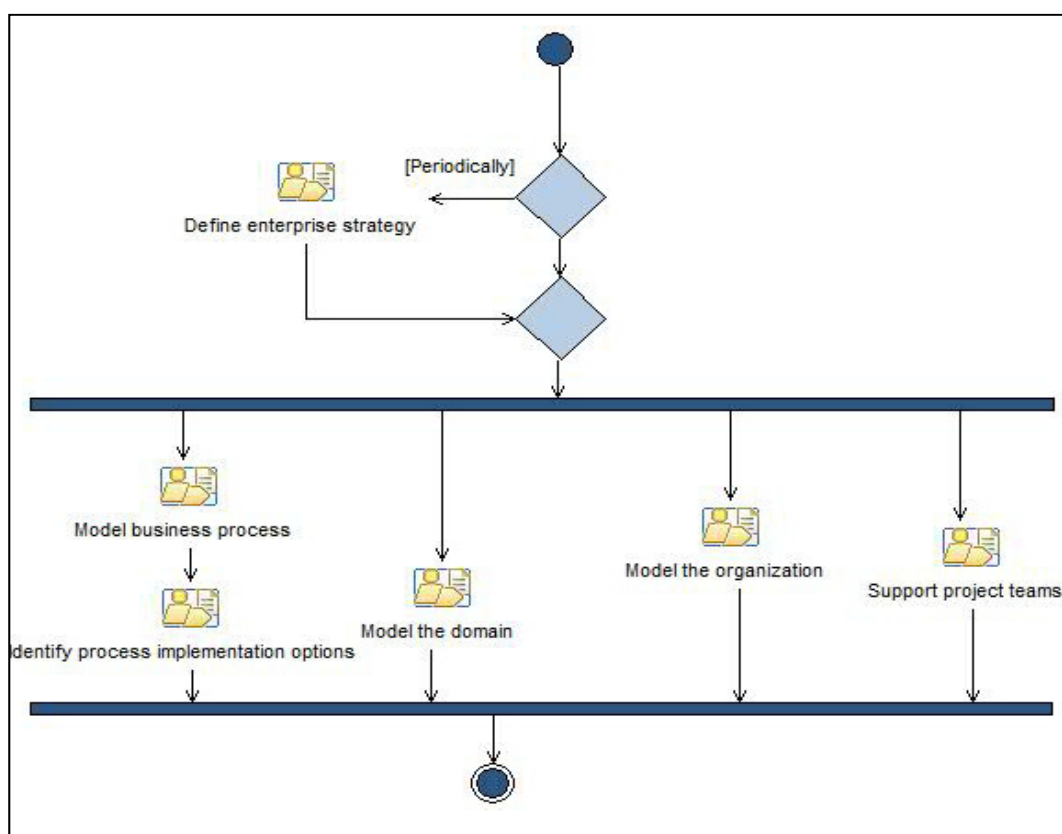 [Periodically]
Define enterprise strategy
Model business process
Model the organization
Support project teams
Model the domain
Identify process implementation options